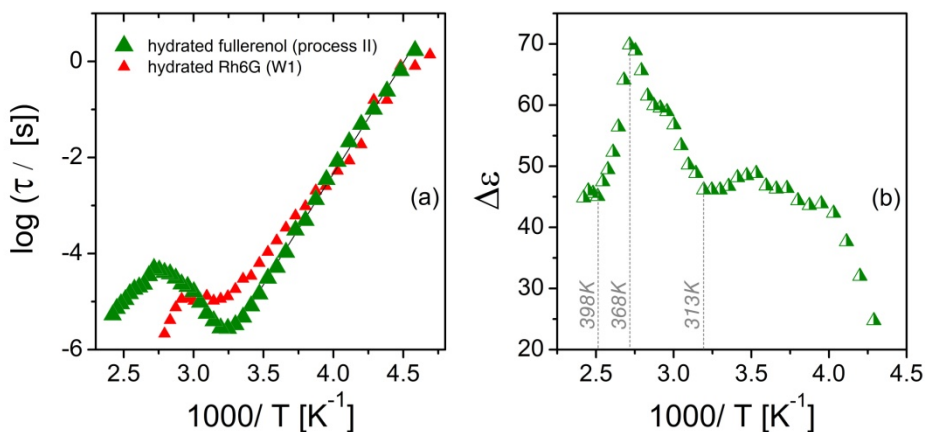 hydrated fullerenol (process II)
hydrated Rh6G (W1)
log (τ / [s])
0
-2
-4
-6
(a)
2.5 3.0 3.5 4.0 4.5
1000/ T [K⁻¹]
Δε
70
60
50
40
30
20
(b)
398K
368K
313K
2.5 3.0 3.5 4.0 4.5
1000/ T [K⁻¹]